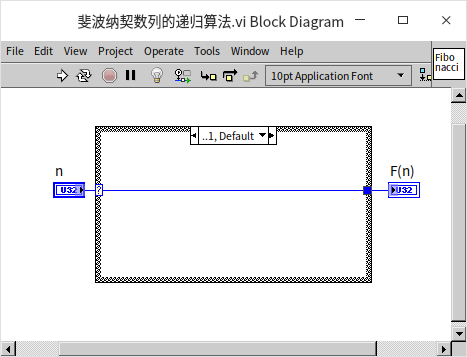 斐波纳契数列的递归算法.vi Block Diagram
File Edit View Project Operate Tools Window Help
Fibo
nacci
10pt Application Font
..1, Default
n
F(n)
U32
?
U32